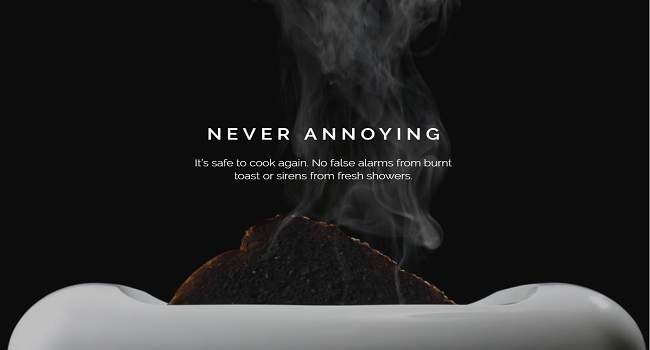 NEVER ANNOYING
It's safe to cook again. No false alarms from burnt
toast or sirens from fresh showers.